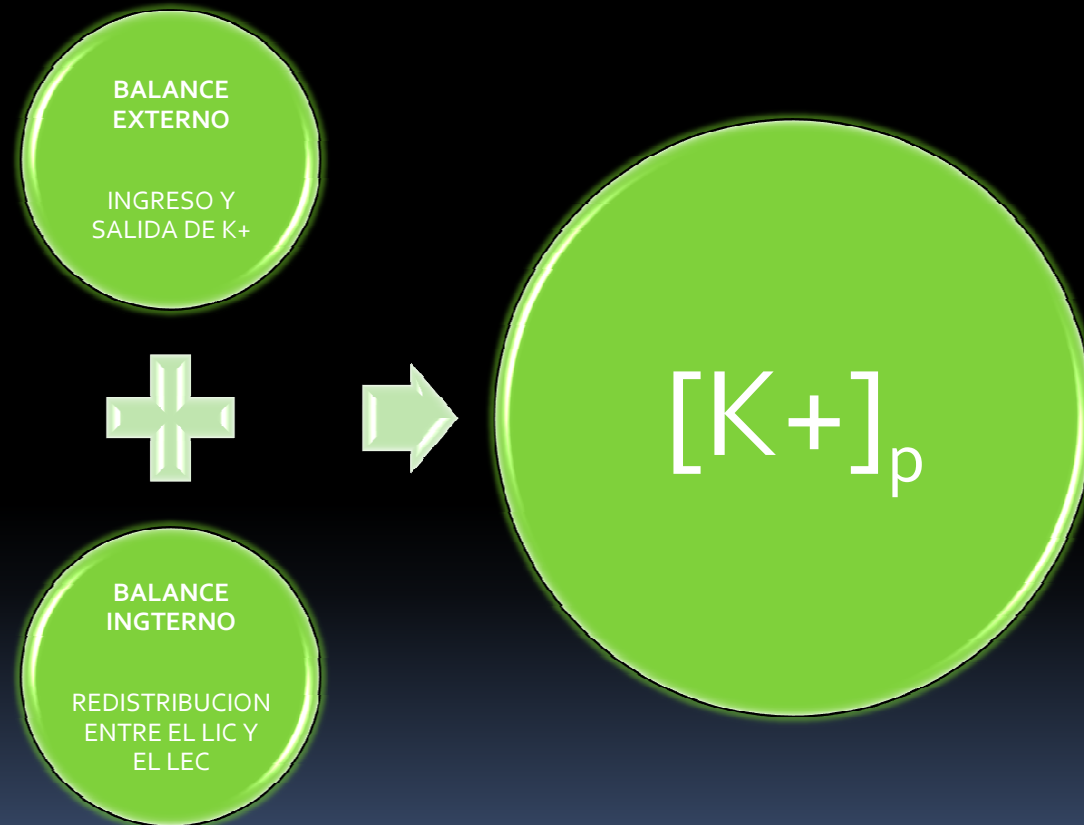 BALANCE
EXTERNO
INGRESO Y
SALIDA DE K+
[K+]p
BALANCE
INGTERNO
REDISTRIBUCION
ENTRE EL LIC Y
EL LEC